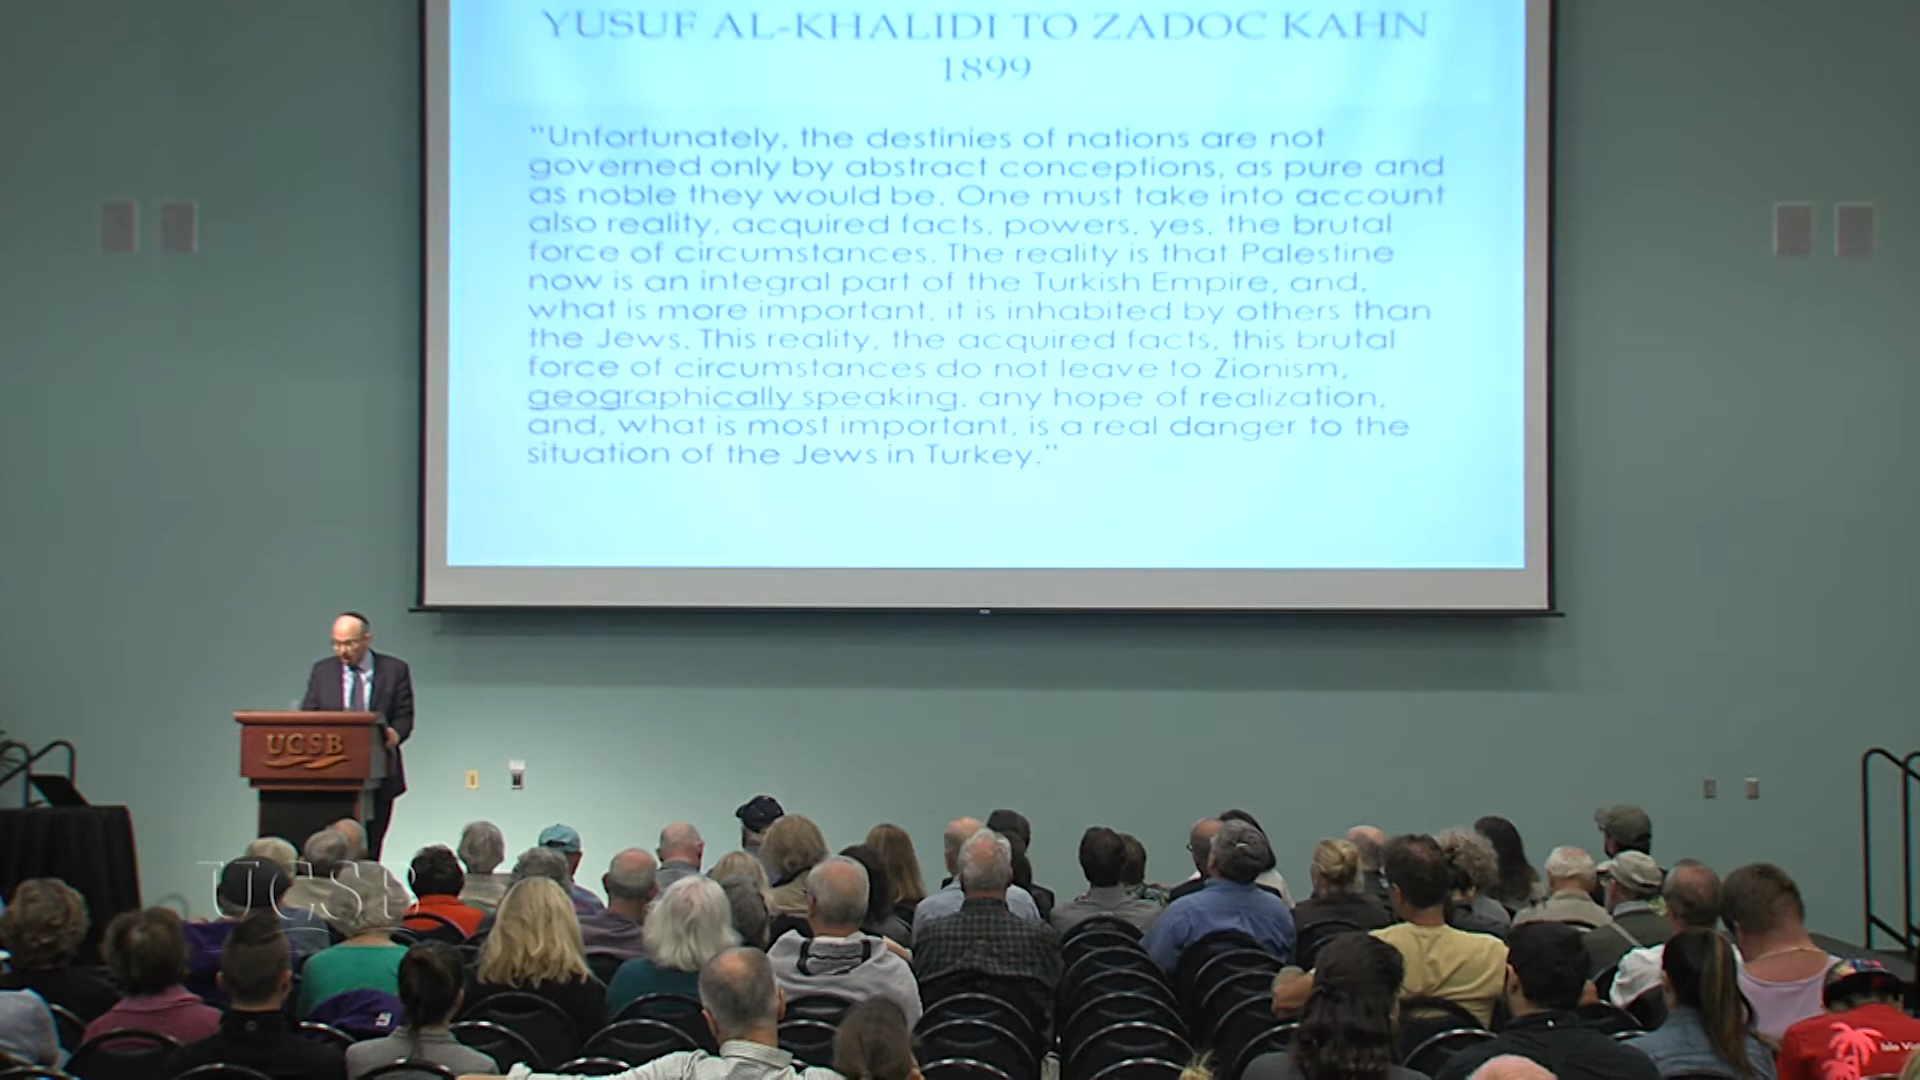 YUSUF AL-KHALIDI TO ZADOC KAHN
1899
"Unfortunately, the destinies of nations are not
governed only by abstract conceptions, as pure and
as noble they would be. One must take into account
also reality, acquired facts, powers, yes, the brutal
force of circumstances. The reality is that Palestine
now is an integral part of the Turkish Empire, and,
what is more important, it is inhabited by others than
the Jews. This reality, the acquired facts, this brutal
force of circumstances do not leave to Zionism,
geographically speaking, any hope of realization,
and, what is most important, is a real danger to the
situation of the Jews in Turkey."
UCSB
UCSB